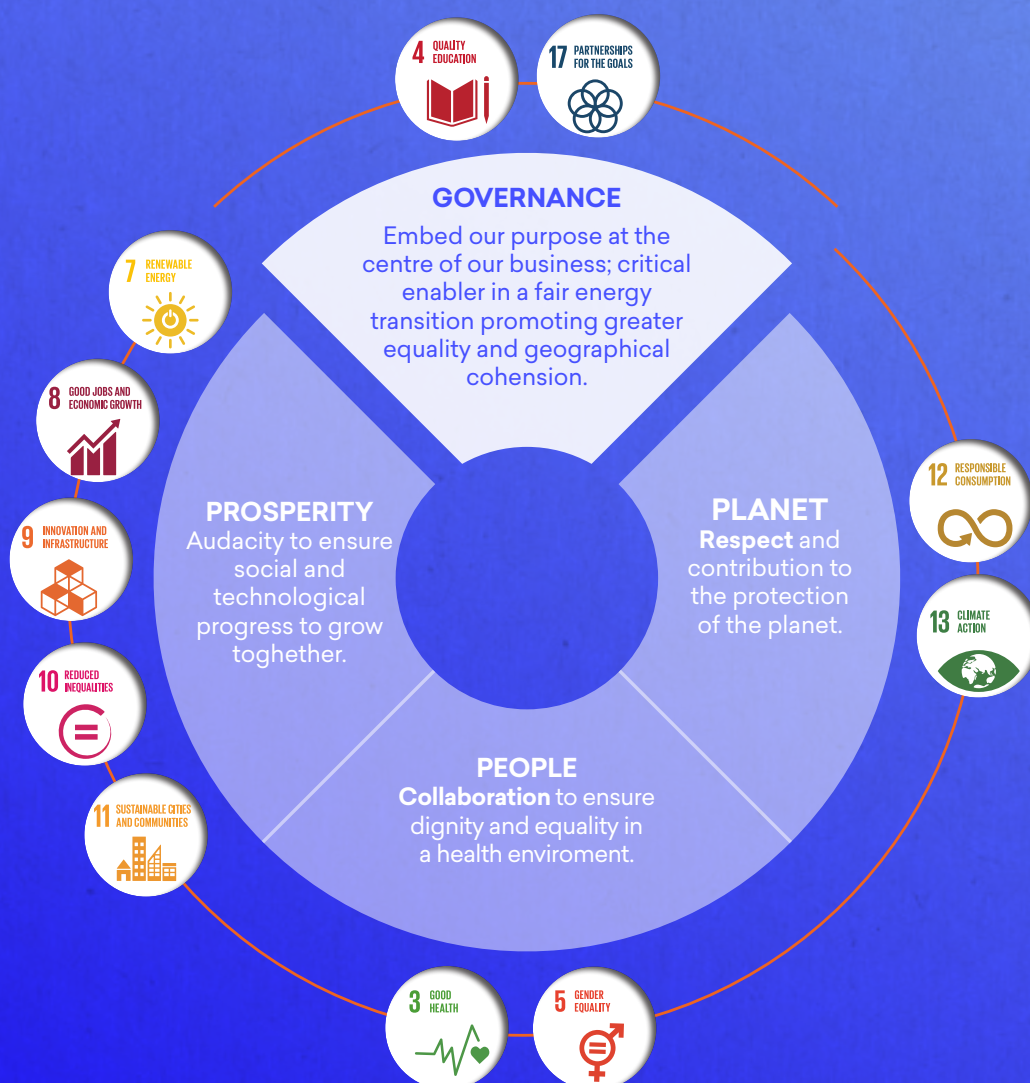 4 QUALITY
EDUCATION
17 PARTNERSHIPS
FOR THE GOALS
GOVERNANCE
Embed our purpose at the
centre of our business; critical
enabler in a fair energy
transition promoting greater
equality and geographical
cohension.
7 RENEWABLE
ENERGY
8 GOOD JOBS AND
ECONOMIC GROWTH
9 INNOVATION AND
INFRASTRUCTURE
10 REDUCED
INEQUALITIES
11 SUSTAINABLE CITIES
AND COMMUNITIES
PROSPERITY
Audacity to ensure
social and
technological
progress to grow
toghether.
PLANET
Respect and
contribution to
the protection
of the planet.
12 RESPONSIBLE
CONSUMPTION
13 CLIMATE
ACTION
PEOPLE
Collaboration to ensure
dignity and equality in
a health enviroment.
3 GOOD
HEALTH
5 GENDER
EQUALITY